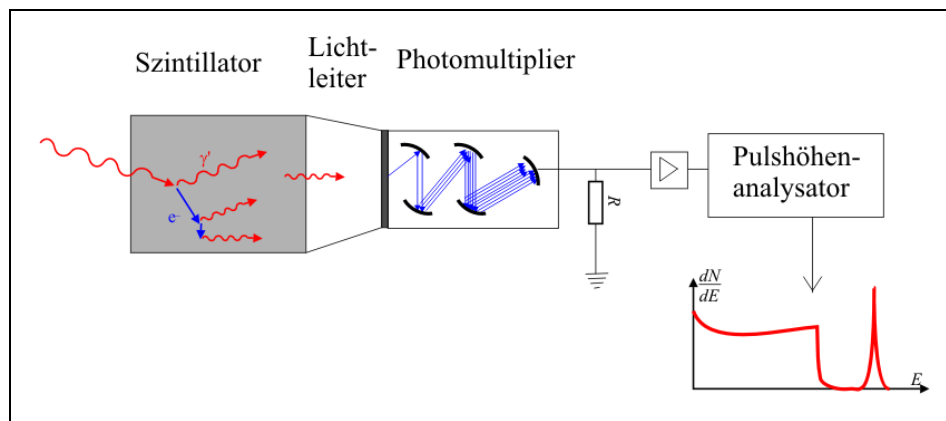 Szintillator
Licht-
leiter
Photomultiplier
γ'
e⁻
R
Pulshöhen-
analysator
dN
dE
E